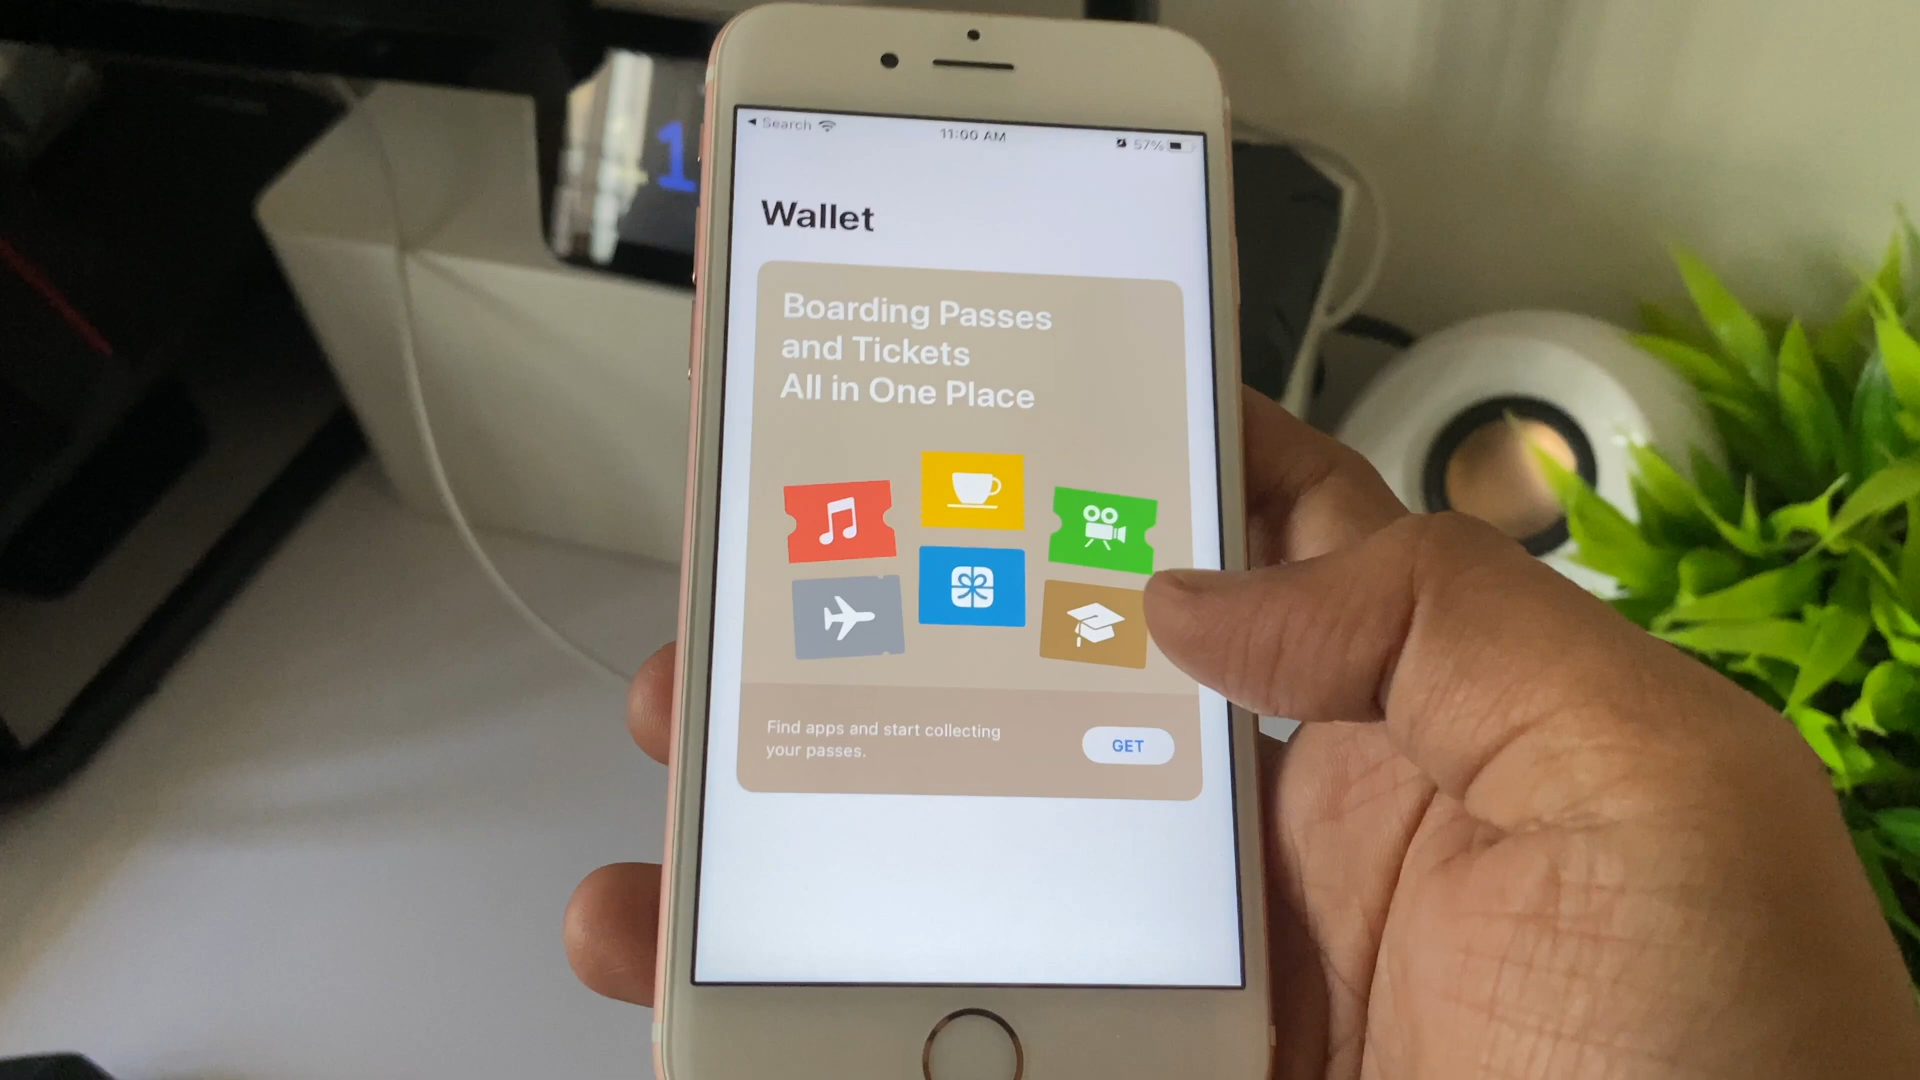 ◄ Search
11:00 AM
57%
1
Wallet
Boarding Passes
and Tickets
All in One Place
Find apps and start collecting
your passes.
GET